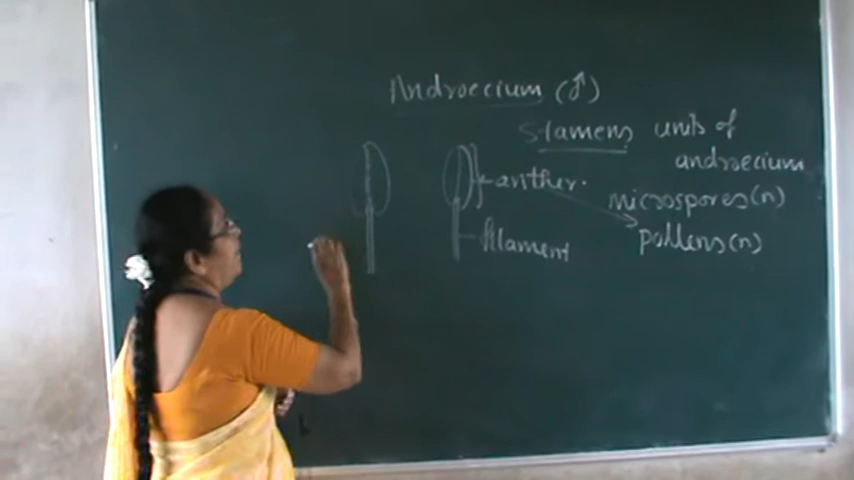 Androecium (♂)
Stamens units of
androecium
anther.
microspores(n)
pollens(n)
filament